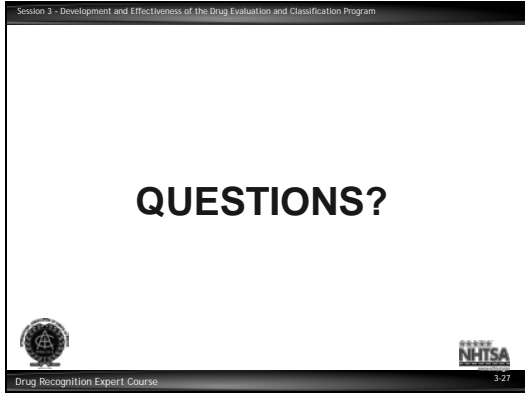 Session 3 – Development and Effectiveness of the Drug Evaluation and Classification Program
QUESTIONS?
NHTSA
Drug Recognition Expert Course
3-27